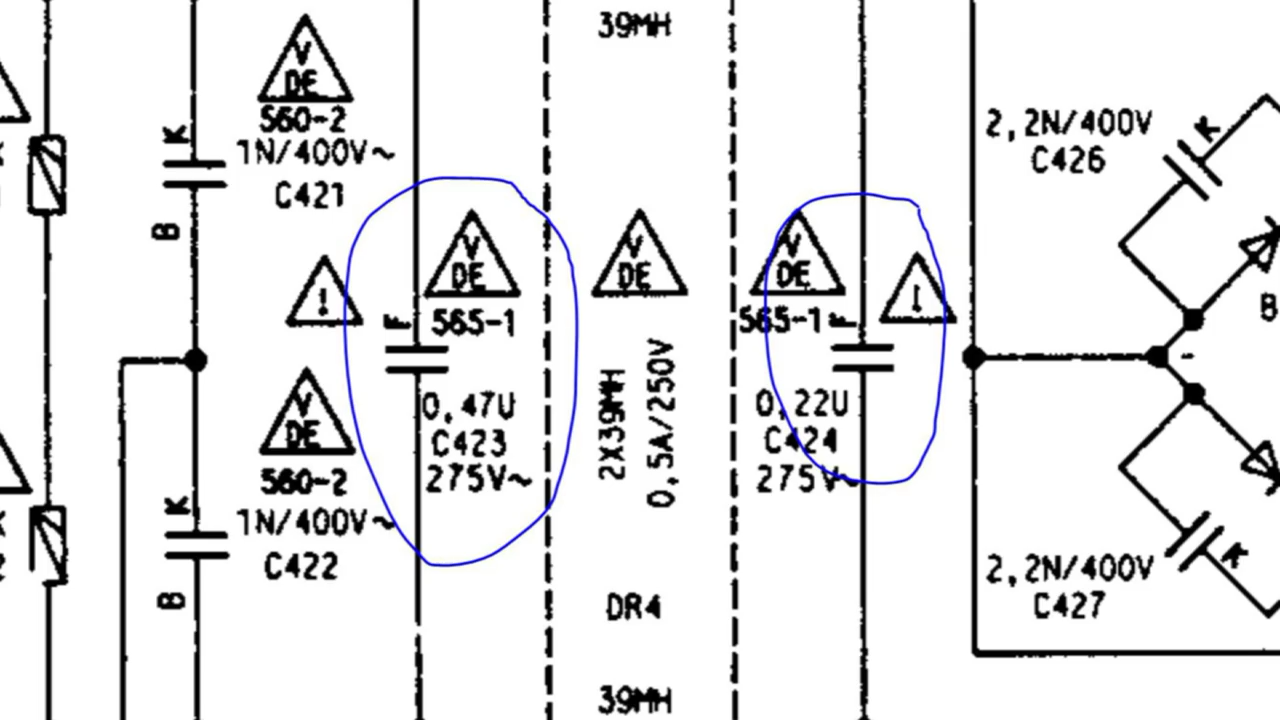 39MH
V
DE
560-2
1N/400V~
C421
K
B
2,2N/400V
C426
K
!
V
DE
565-1
F
0,47U
C423
275V~
V
DE
2X39MH
0,5A/250V
V
DE
565-1
F
!
0,22U
C424
275V~
B
-
V
DE
560-2
1N/400V~
C422
K
B
2,2N/400V
C427
K
DR4
39MH